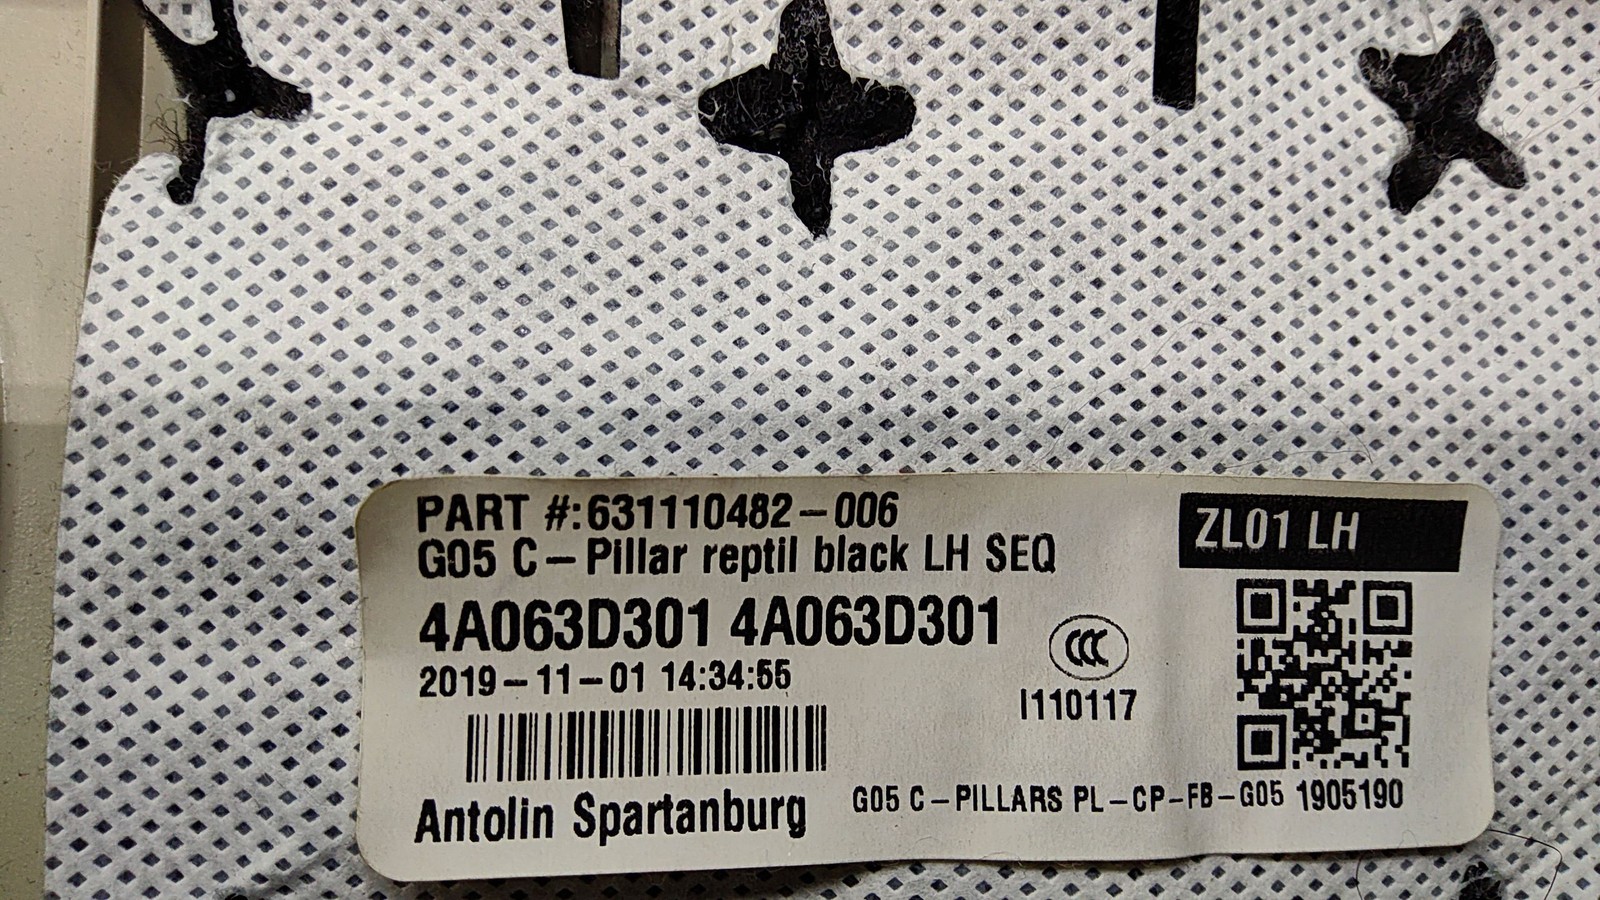 PART #:631110482-006
G05 C-Pillar reptil black LH SEQ
ZL01 LH
4A063D301 4A063D301
2019-11-01 14:34:55
CCC
I110117
Antolin Spartanburg
G05 C-PILLARS PL-CP-FB-G05 1905190